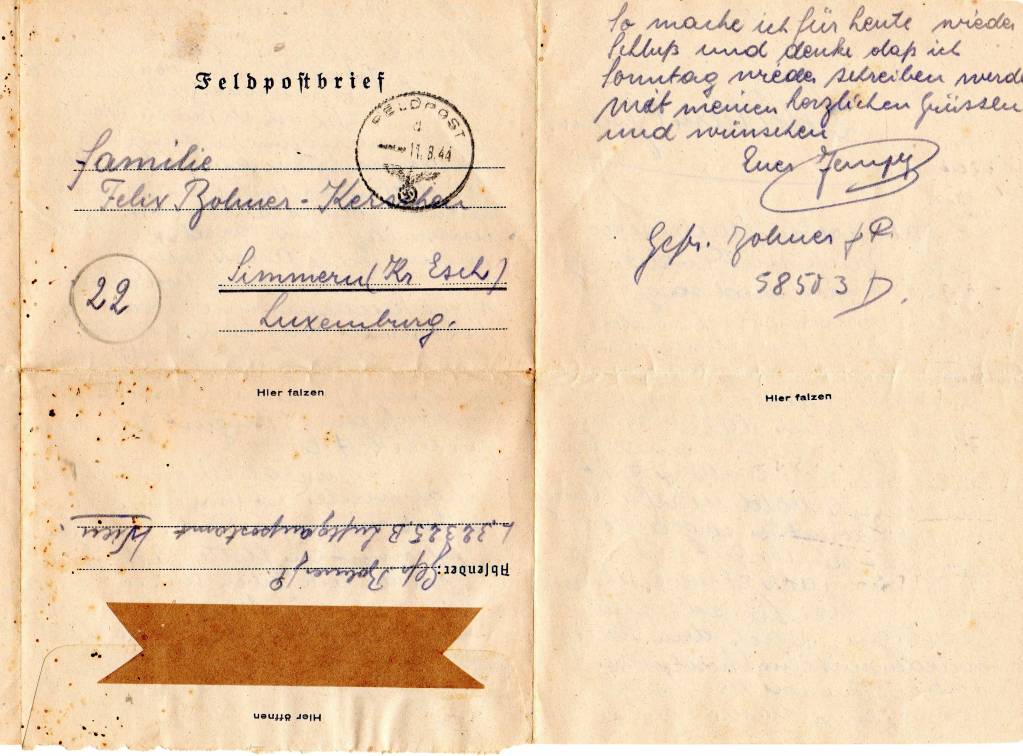 Feldpostbrief
FELDPOST
d
11.8.44
Familie
Felix Bohner - Kerschen
22
Simmern (Kr Esch)
Luxemburg.
Hier falzen
Absender: Gefr Bohner J P.
L 32325, B Luftgaupostamt Wien.
Hier öffnen
So mache ich für heute wieder
Schluß und denke daß ich
Sonntag wieder schreiben werde
Mit meinen herzlichen Grüssen
und wünschen
Euer Jempy
Gefr. Bohner J P.
58503 D.
Hier falzen